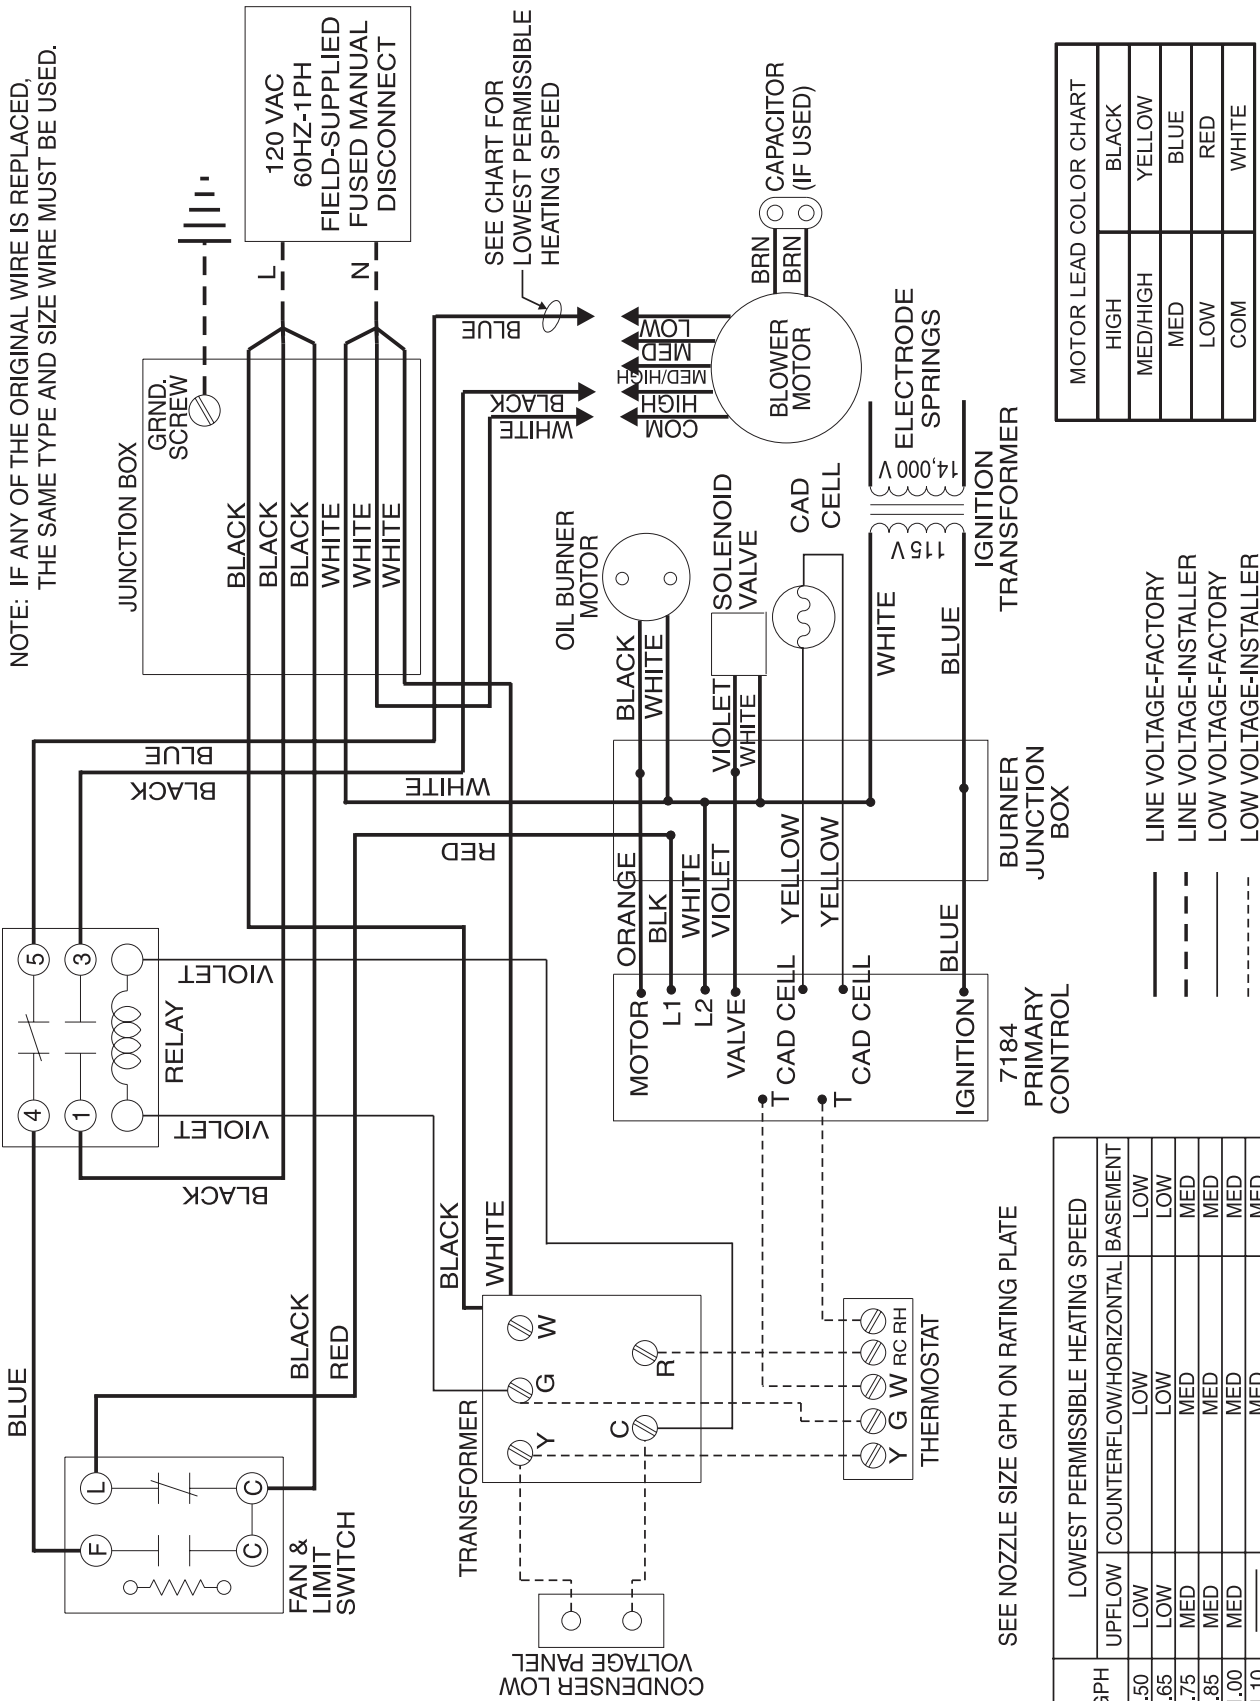 NOTE: IF ANY OF THE ORIGINAL WIRE IS REPLACED,
THE SAME TYPE AND SIZE WIRE MUST BE USED.
120 VAC
60HZ-1PH
FIELD-SUPPLIED
FUSED MANUAL
DISCONNECT
L
N
JUNCTION BOX
GRND.
SCREW
BLACK
BLACK
BLACK
WHITE
WHITE
WHITE
SEE CHART FOR
LOWEST PERMISSIBLE
HEATING SPEED
BLUE
BLACK
WHITE
LOW
MED
MED/HIGH
HIGH
COM
BLOWER
MOTOR
BRN
BRN
CAPACITOR
(IF USED)
BLUE
BLACK
WHITE
RED
5
3
4
1
RELAY
VIOLET
VIOLET
BLACK
BLUE
BLACK
RED
F
L
C
C
FAN &
LIMIT
SWITCH
OIL BURNER
MOTOR
BLACK
WHITE
SOLENOID
VALVE
VIOLET
WHITE
CAD
CELL
ELECTRODE
SPRINGS
14,000 V
115 V
IGNITION
TRANSFORMER
WHITE
BLUE
BURNER
JUNCTION
BOX
ORANGE
BLK
WHITE
VIOLET
YELLOW
YELLOW
BLUE
MOTOR
L1
L2
VALVE
T CAD CELL
T
CAD CELL
IGNITION
7184
PRIMARY
CONTROL
BLACK
WHITE
TRANSFORMER
W
G
Y
R
C
CONDENSER LOW
VOLTAGE PANEL
Y G W RC RH
THERMOSTAT
LINE VOLTAGE-FACTORY
LINE VOLTAGE-INSTALLER
LOW VOLTAGE-FACTORY
LOW VOLTAGE-INSTALLER
MOTOR LEAD COLOR CHART
HIGH BLACK
MED/HIGH YELLOW
MED BLUE
LOW RED
COM WHITE
SEE NOZZLE SIZE GPH ON RATING PLATE
LOWEST PERMISSIBLE HEATING SPEED
GPH UPFLOW COUNTERFLOW/HORIZONTAL BASEMENT
.50 LOW LOW LOW
.65 LOW LOW LOW
.75 MED MED MED
.85 MED MED MED
.00 MED MED MED
MED MED